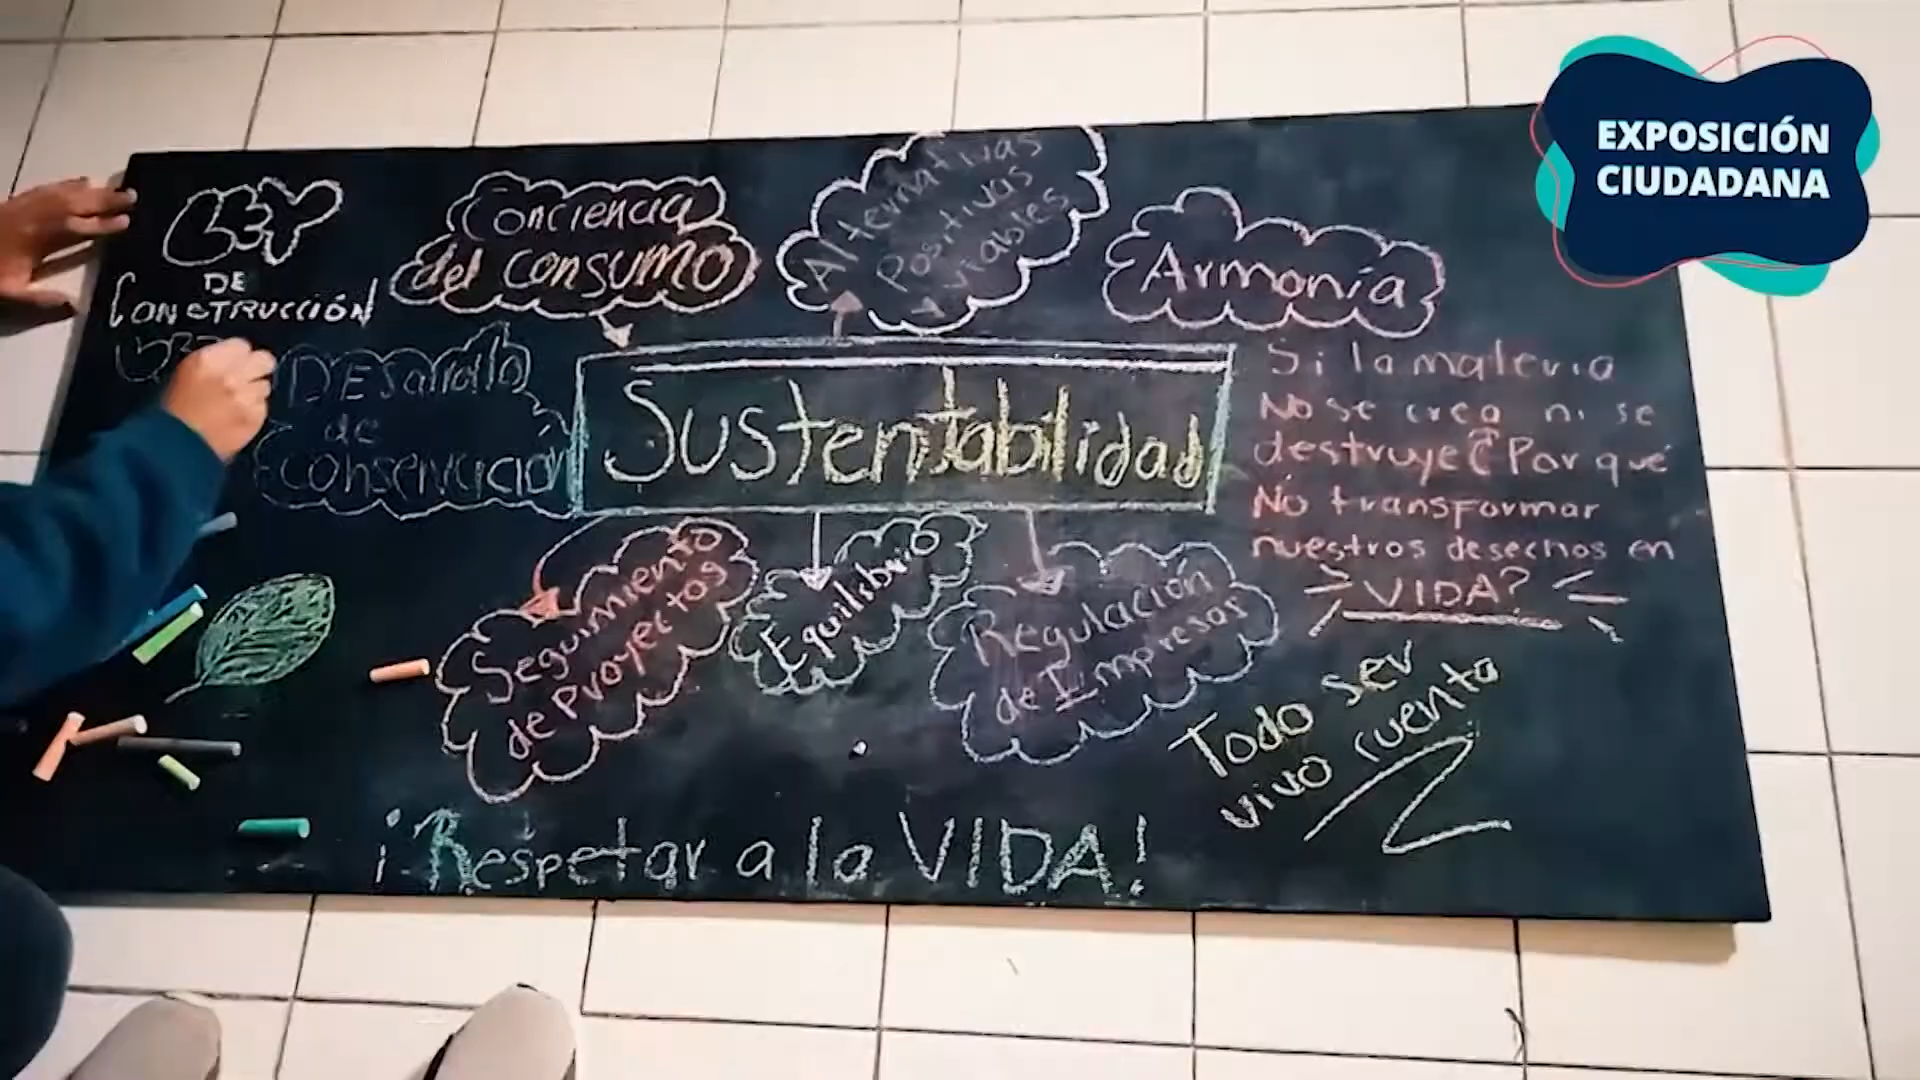 EXPOSICIÓN
CIUDADANA
LEY
DE
CONSTRUCCIÓN
Conciencia
del consumo
Alternativas
Positivas
y viables
Armonía
DESarrollo
de
Conservación
Sustentabilidad
Si la materia
No se crea ni se
destruye ¿Por qué
No transformar
nuestros desechos en
VIDA?
Seguimiento
de Proyectos
Equilibrio
Regulación
de Empresas
Todo ser
vivo cuenta
¡Respetar a la VIDA!